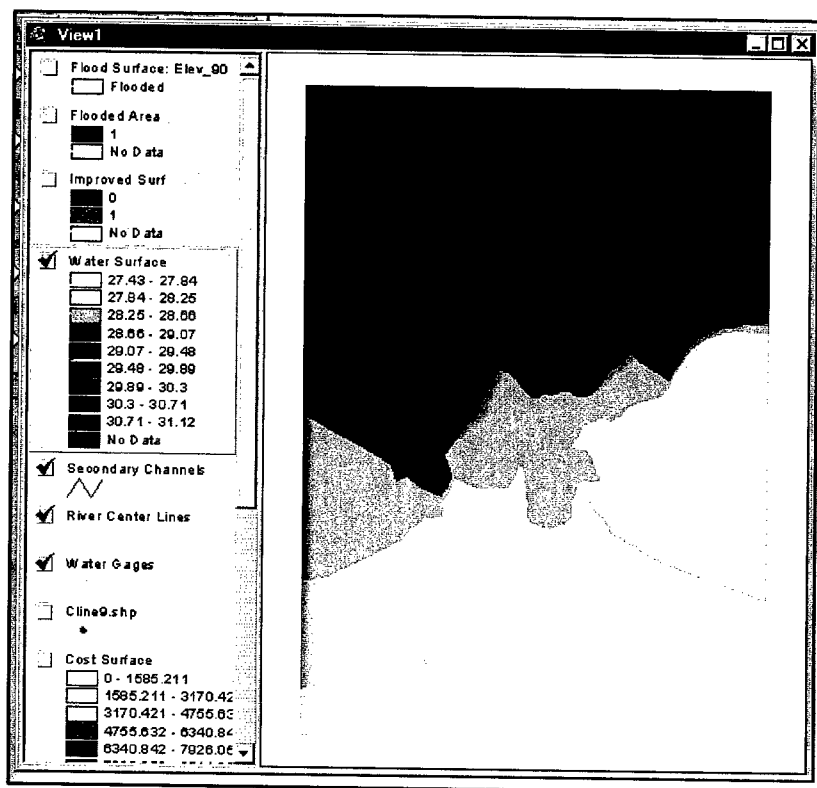 View1
Flood Surface: Elev_90
Flooded
Flooded Area
1
No Data
Improved Surf
0
1
No Data
Water Surface
27.43 - 27.84
27.84 - 28.25
28.25 - 28.66
28.66 - 29.07
29.07 - 29.48
29.48 - 29.89
29.89 - 30.3
30.3 - 30.71
30.71 - 31.12
No Data
Secondary Channels
River Center Lines
Water Gages
Cline9.shp
Cost Surface
0 - 1585.211
1585.211 - 3170.42
3170.421 - 4755.63
4755.632 - 6340.84
6340.842 - 7926.05